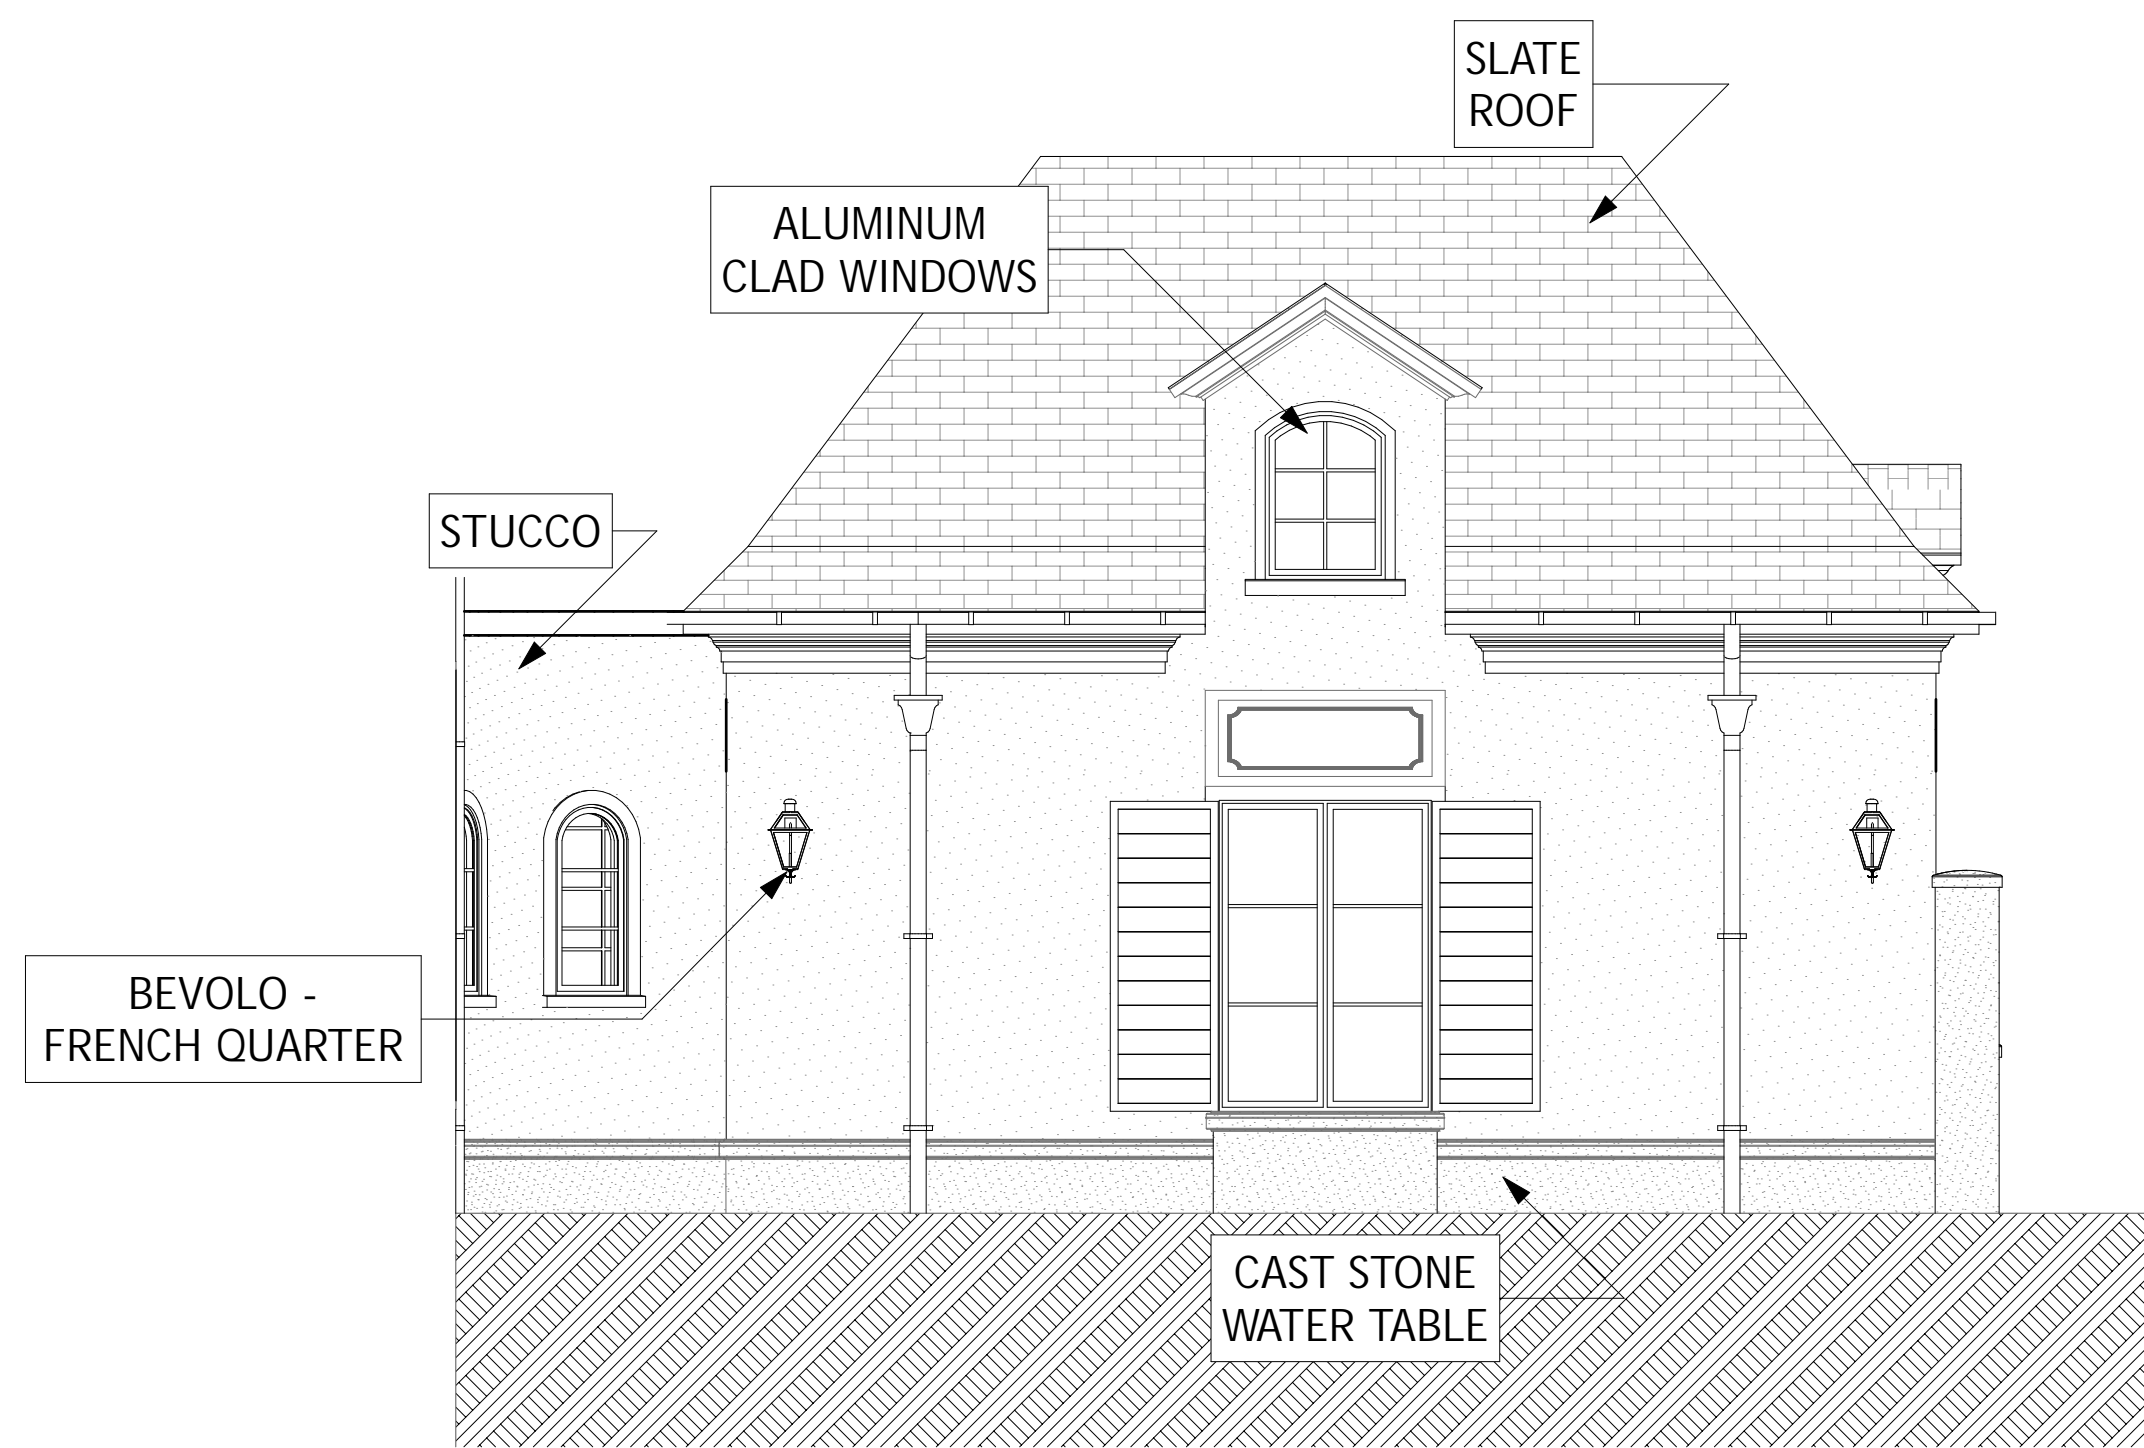 SLATE
ROOF
ALUMINUM
CLAD WINDOWS
STUCCO
BEVOLO -
FRENCH QUARTER
CAST STONE
WATER TABLE